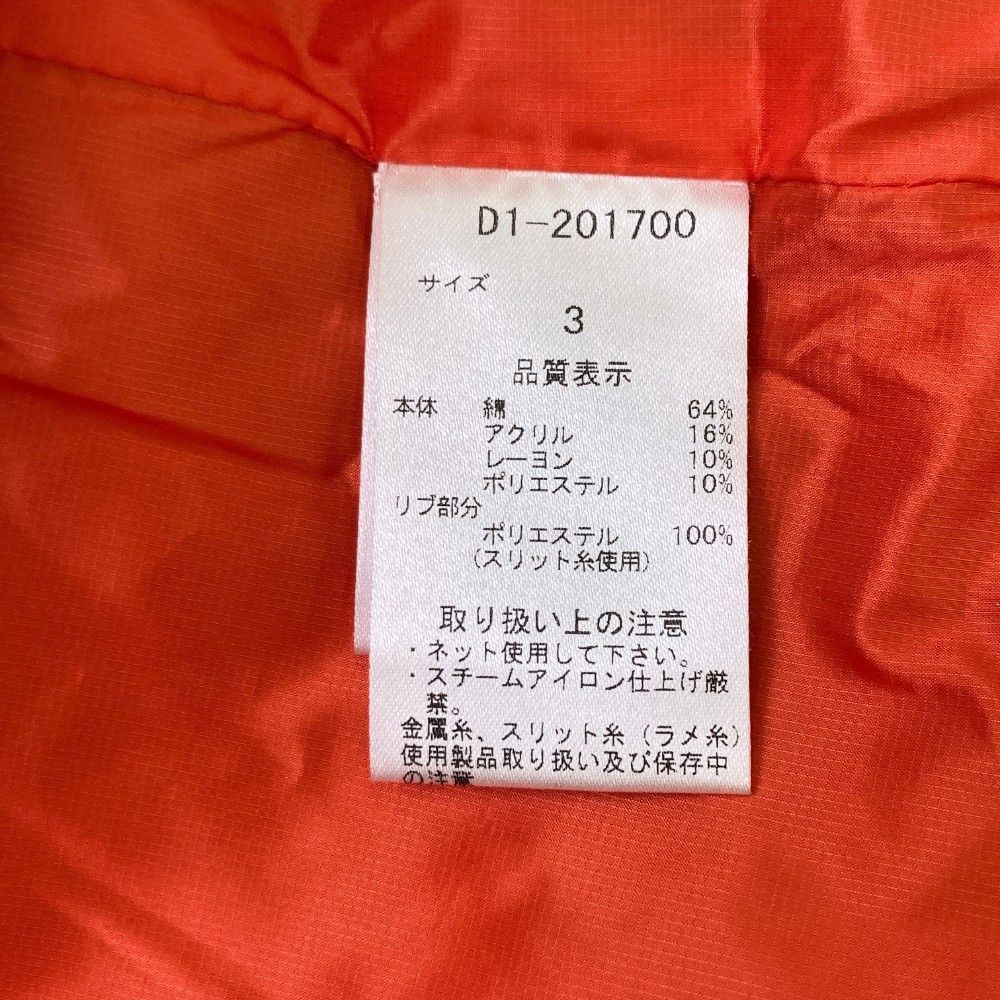 D1-201700
サイズ
3
品質表示
本体 綿 64%
アクリル 16%
レーヨン 10%
ポリエステル 10%
リブ部分
ポリエステル 100%
(スリット糸使用)
取り扱い上の注意
・ネット使用して下さい。
・スチームアイロン仕上げ厳
禁。
金属糸、スリット糸(ラメ糸)
使用製品取り扱い及び保存中
の注意